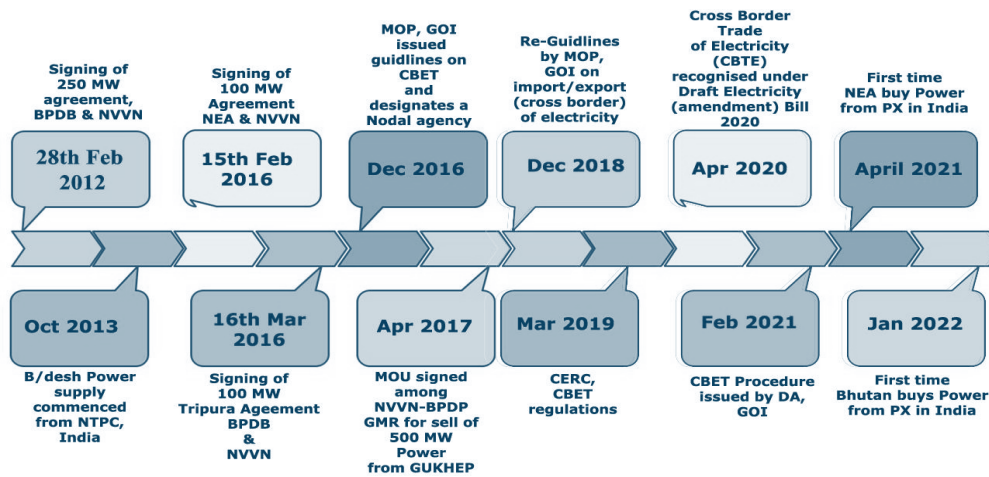 Signing of
250 MW
agreement,
BPDB & NVVN
28th Feb
2012
Signing of
100 MW
Agreement
NEA & NVVN
15th Feb
2016
MOP, GOI
issued
guidlines on
CBET
and
designates a
Nodal agency
Dec 2016
Re-Guidlines
by MOP,
GOI on
import/export
(cross border)
of electricity
Dec 2018
Cross Border
Trade
of Electricity
(CBTE)
recognised under
Draft Electricity
(amendment) Bill
2020
Apr 2020
First time
NEA buy Power
from PX in India
April 2021
Oct 2013
B/desh Power
supply
commenced
from NTPC,
India
16th Mar
2016
Signing of
100 MW
Tripura Ageement
BPDB
&
NVVN
Apr 2017
MOU signed
among
NVVN-BPDP
GMR for sell of
500 MW
Power
from GUKHEP
Mar 2019
CERC,
CBET
regulations
Feb 2021
CBET Procedure
issued by DA,
GOI
Jan 2022
First time
Bhutan buys Power
from PX in India